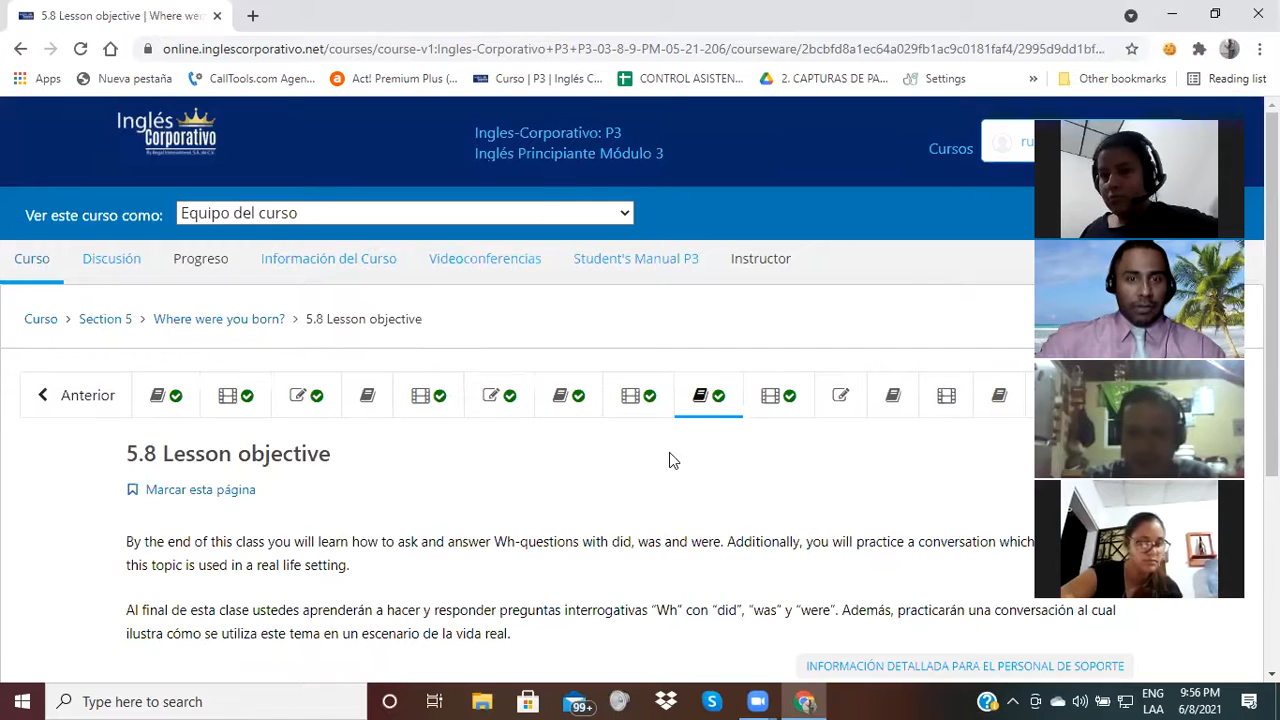 5.8 Lesson objective | Where wer
online.inglescorporativo.net/courses/course-v1:Ingles-Corporativo+P3+P3-03-8-9-PM-05-21-206/courseware/2bcbfd8a1ec64a029fb1ac9c0181faf4/2995d9dd1bf...
Apps
Nueva pestaña
CallTools.com Agen...
Act! Premium Plus (...
Curso | P3 | Inglés C...
CONTROL ASISTEN...
2. CAPTURAS DE PA...
Settings
»
Other bookmarks
Reading list
Inglés
Corporativo
Ingles-Corporativo: P3
Inglés Principiante Módulo 3
Cursos
ru
Ver este curso como:
Equipo del curso
Curso
Discusión
Progreso
Información del Curso
Videoconferencias
Student's Manual P3
Instructor
Curso > Section 5 > Where were you born? > 5.8 Lesson objective
Anterior
5.8 Lesson objective
Marcar esta página
By the end of this class you will learn how to ask and answer Wh-questions with did, was and were. Additionally, you will practice a conversation which
this topic is used in a real life setting.
Al final de esta clase ustedes aprenderán a hacer y responder preguntas interrogativas “Wh” con “did”, “was” y “were”. Además, practicarán una conversación al cual
ilustra cómo se utiliza este tema en un escenario de la vida real.
INFORMACIÓN DETALLADA PARA EL PERSONAL DE SOPORTE
Type here to search
99+
ENG
LAA
9:56 PM
6/8/2021